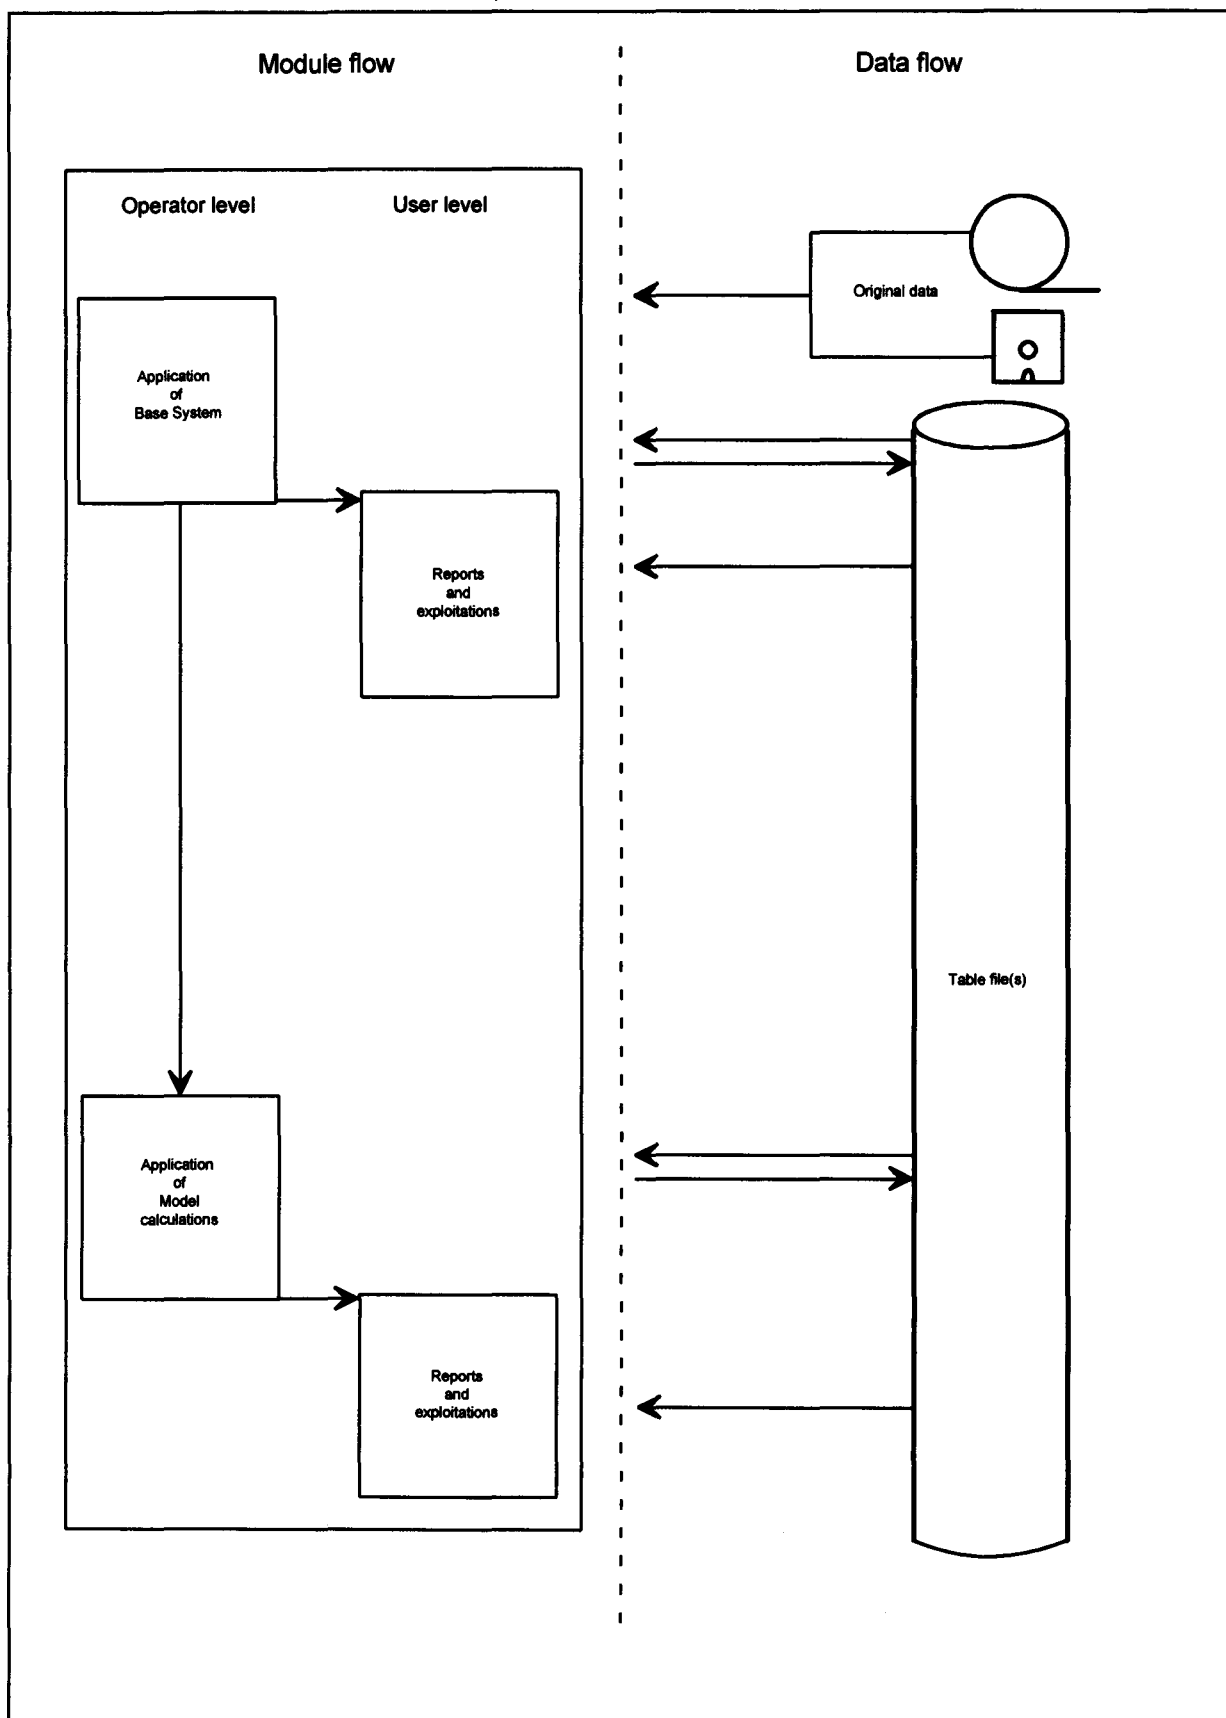 Module flow
Data flow
Operator level
User level
Original data
Application
of
Base System
Reports
and
exploitations
Table file(s)
Application
of
Model
calculations
Reports
and
exploitations